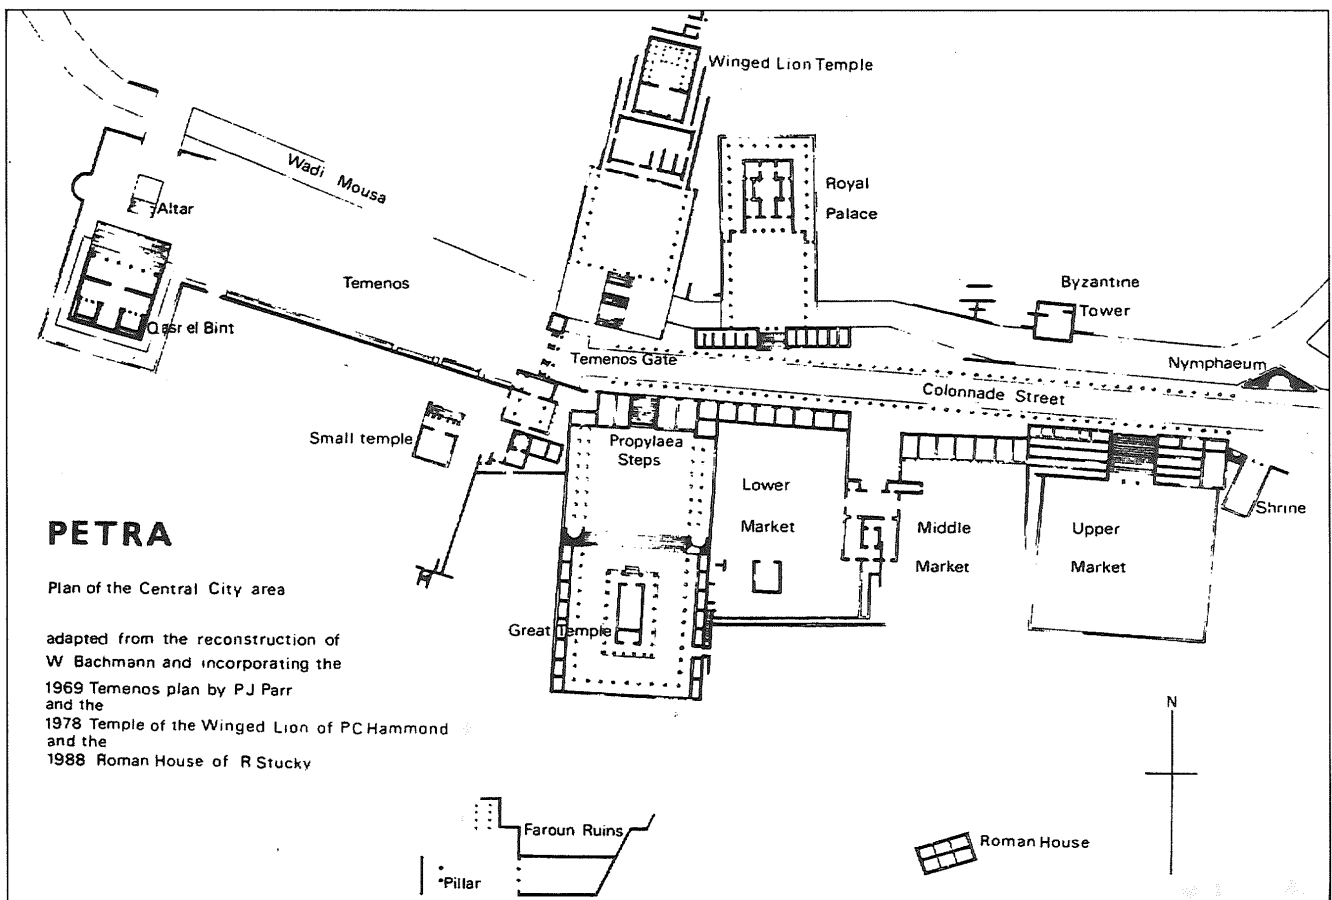 Winged Lion Temple
Wadi Mousa
Royal
Palace
Altar
Temenos
Byzantine
Tower
Qasr el Bint
Temenos Gate
Nymphaeum
Colonnade Street
Small temple
Propylaea
Steps
Lower
Market
Middle
Market
Upper
Market
Shrine
PETRA
Plan of the Central City area
adapted from the reconstruction of
W Bachmann and incorporating the
1969 Temenos plan by PJ Parr
and the
1978 Temple of the Winged Lion of PC Hammond
and the
1988 Roman House of R Stucky
Great Temple
N
Faroun Ruins
Pillar
Roman House